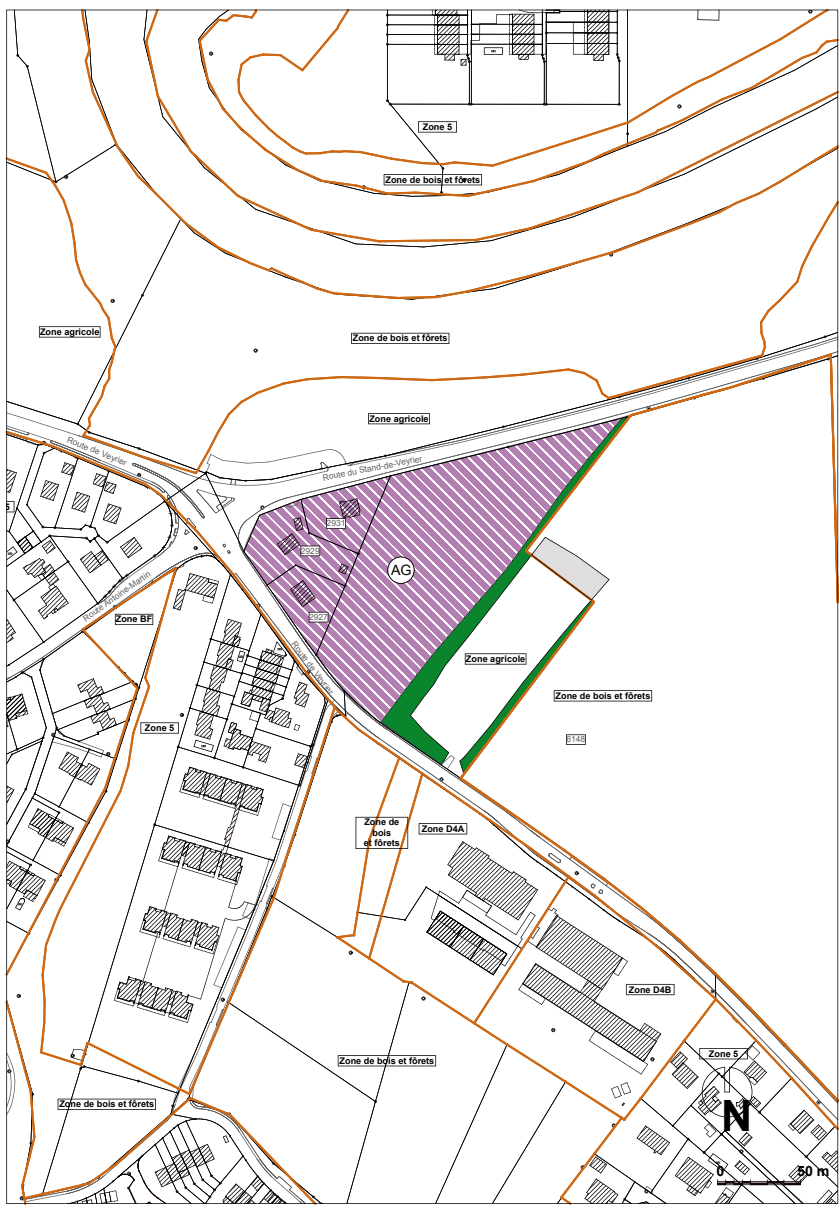 Zone 5
Zone de bois et fôrets
Zone agricole
Zone de bois et fôrets
Zone agricole
Route de Veyrier
Route du Stand-de-Veyrier
2931
2929
AG
2927
Route Antoine-Martin
Zone BF
Route de Veyrier
Zone agricole
Zone de bois et fôrets
6148
Zone 5
Zone de
bois
et fôrets
Zone D4A
Zone D4B
Zone 5
Zone de bois et fôrets
Zone de bois et fôrets
N
0
50 m